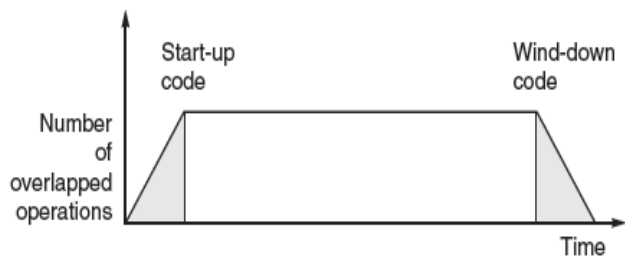 Start-up
code
Wind-down
code
Number
of
overlapped
operations
Time